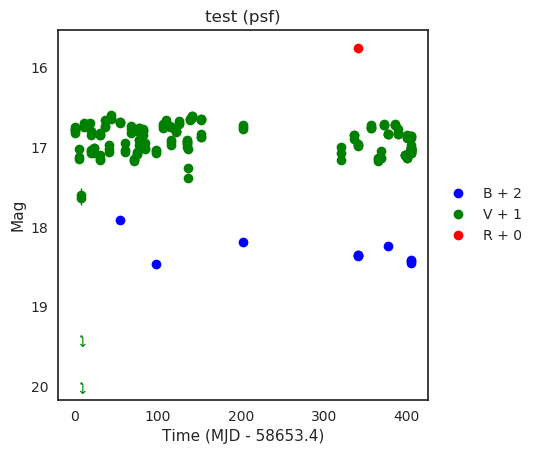 test (psf)
16
17
18
19
20
Mag
0
100
200
300
400
Time (MJD - 58653.4)
B + 2
V + 1
R + 0